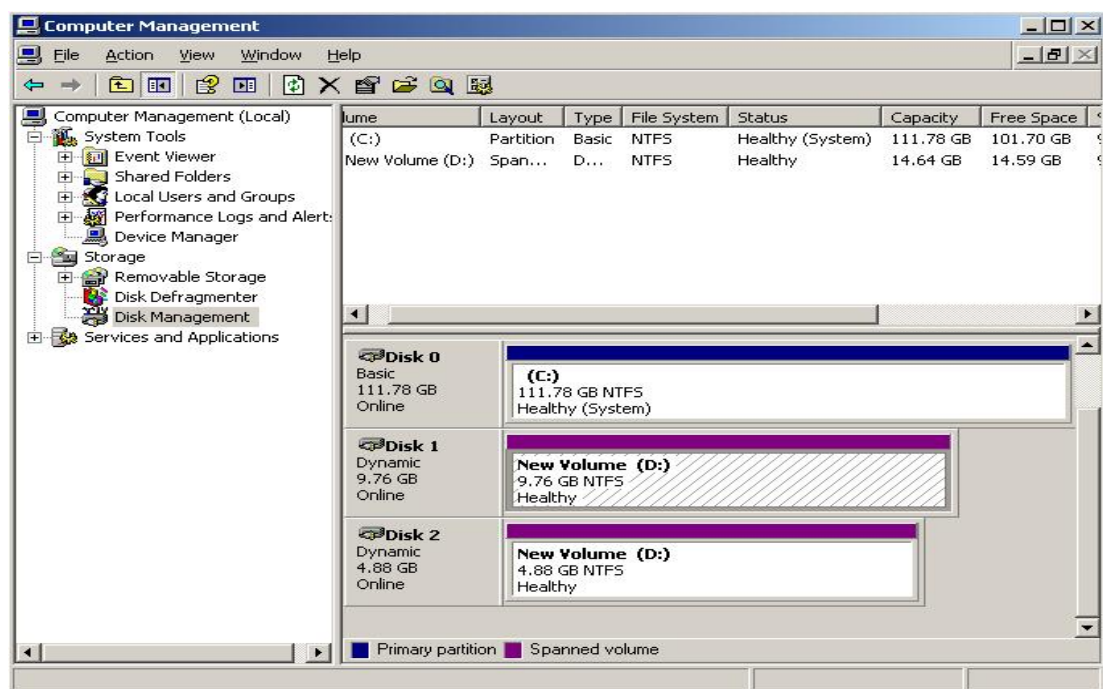 Computer Management
File Action View Window Help
Computer Management (Local)
System Tools
Event Viewer
Shared Folders
Local Users and Groups
Performance Logs and Alert
Device Manager
Storage
Removable Storage
Disk Defragmenter
Disk Management
Services and Applications
lume Layout Type File System Status Capacity Free Space
(C:) Partition Basic NTFS Healthy (System) 111.78 GB 101.70 GB
New Volume (D:) Span... D... NTFS Healthy 14.64 GB 14.59 GB
Disk 0
Basic
111.78 GB
Online
(C:)
111.78 GB NTFS
Healthy (System)
Disk 1
Dynamic
9.76 GB
Online
New Volume (D:)
9.76 GB NTFS
Healthy
Disk 2
Dynamic
4.88 GB
Online
New Volume (D:)
4.88 GB NTFS
Healthy
Primary partition Spanned volume